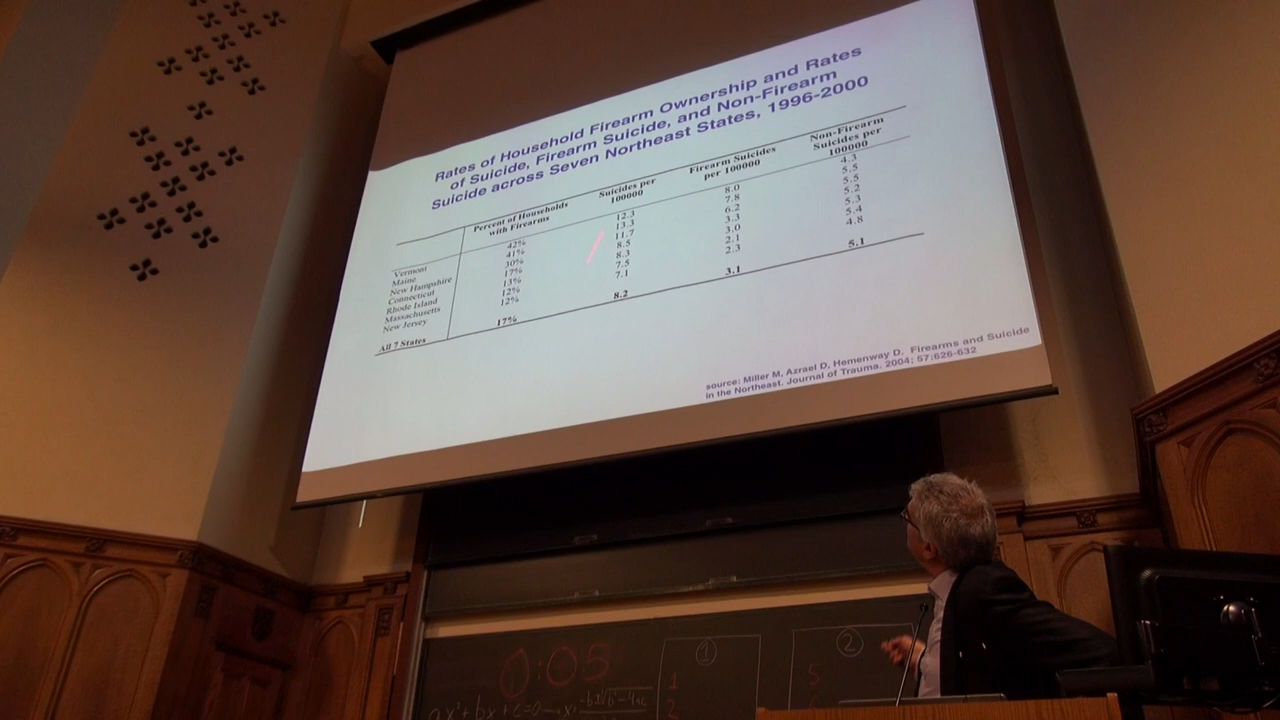 Rates of Household Firearm Ownership and Rates
of Suicide, Firearm Suicide, and Non-Firearm
Suicide across Seven Northeast States, 1996-2000
Percent of Households with Firearms Suicides per 100000 Firearm Suicides per 100000 Non-Firearm Suicides per 100000
Vermont 42% 12.3 8.0 4.3
Maine 41% 13.3 7.8 5.5
New Hampshire 30% 11.7 6.2 5.5
Connecticut 17% 8.5 3.3 5.2
Rhode Island 13% 8.3 3.0 5.3
Massachusetts 12% 7.5 2.1 5.4
New Jersey 12% 7.1 2.3 4.8
All 7 States 17% 8.2 3.1 5.1
source: Miller M, Azrael D, Hemenway D. Firearms and Suicide
in the Northeast. Journal of Trauma. 2004; 57:626-632
0:05
1
1
2
2
5